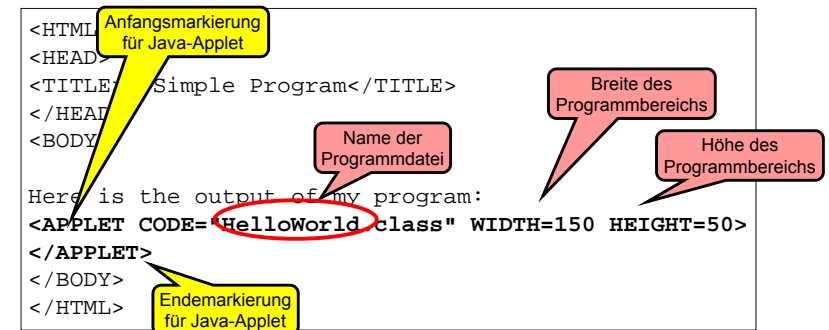 <HTML
Anfangsmarkierung
für Java-Applet
<HEAD>
<TITLE> Simple Program</TITLE>
</HEAD
<BODY
Breite des
Programmbereichs
Name der
Programmdatei
Höhe des
Programmbereichs
Here is the output of my program:
<APPLET CODE="HelloWorld.class" WIDTH=150 HEIGHT=50>
</APPLET>
</BODY>
</HTML>
Endemarkierung
für Java-Applet